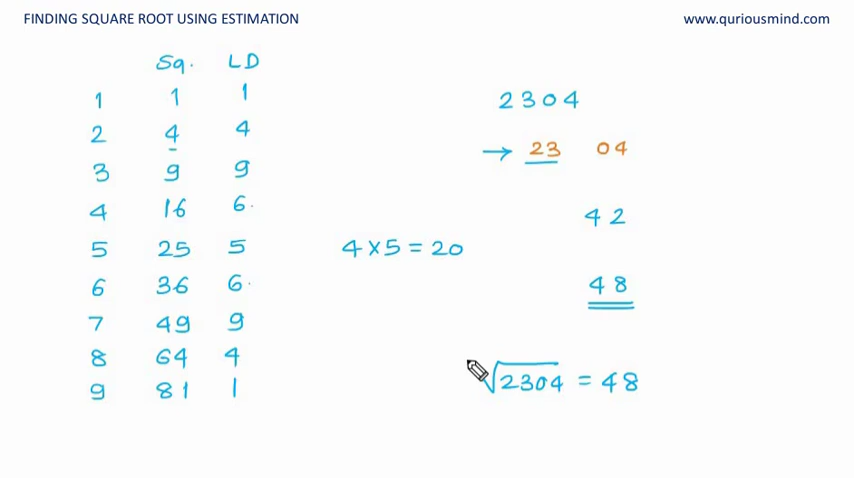 FINDING SQUARE ROOT USING ESTIMATION
www.quriousmind.com
Sq. LD
1 1 1
2 4 4
3 9 9
4 16 6.
5 25 5
6 36 6.
7 49 9
8 64 4
9 81 1
4 × 5 = 20
2304
→ 23 04
42
48
√2304 = 48